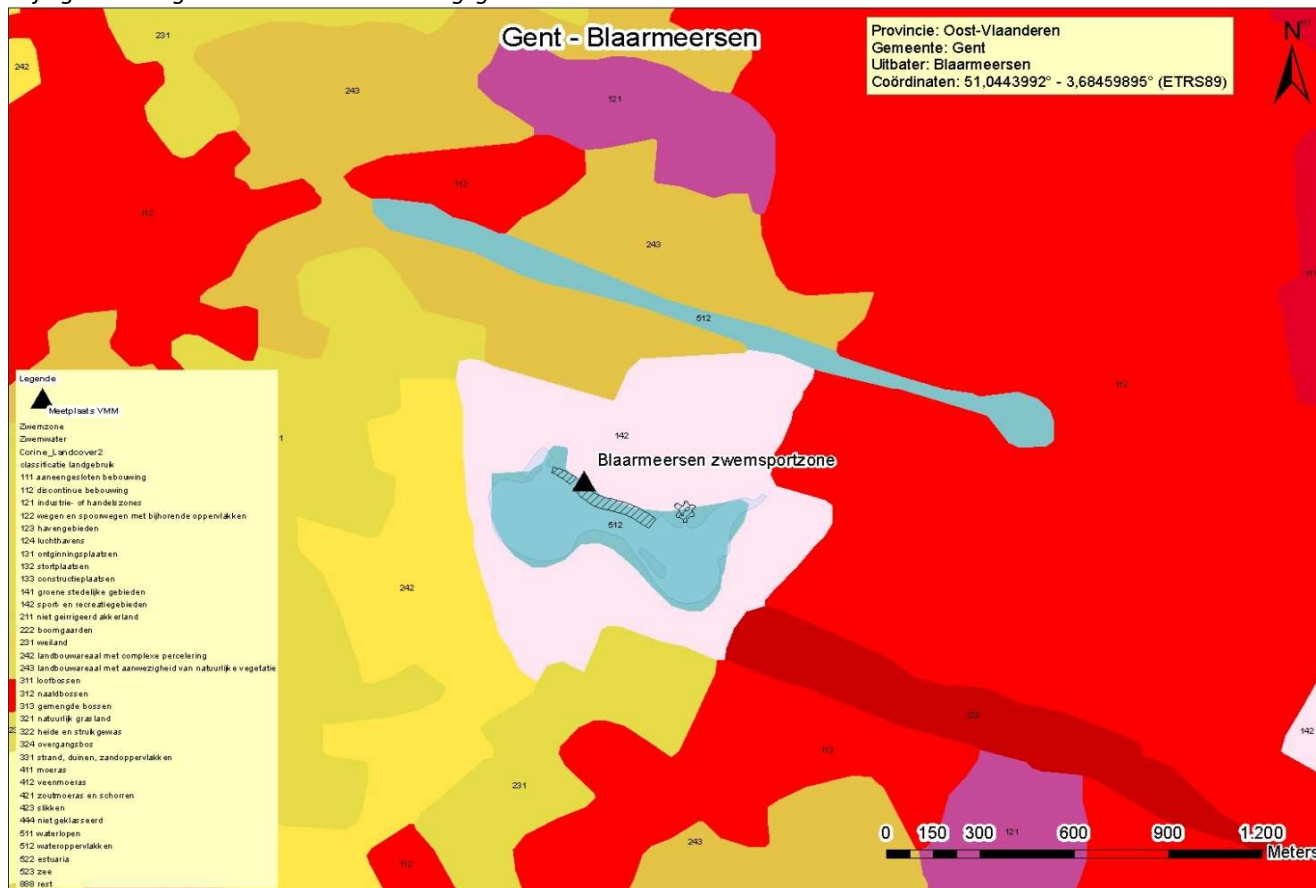 Gent - Blaarmeersen
Provincie: Oost-Vlaanderen
Gemeente: Gent
Uitbater: Blaarmeersen
Coördinaten: 51,0443992° - 3,68459895° (ETRS89)
N
231
242
243
121
112
112
243
512
112
142
Blaarmeersen zwemsportzone
512
242
122
142
231
112
121
243
112
Legende
Meetplaats VMM
Zwemzone
Zwemwater
Corine_Landcover2
classificatie landgebruik
111 aaneengesloten bebouwing
112 discontinue bebouwing
121 industrie- of handelszones
122 wegen en spoorwegen met bijhorende oppervlakken
123 havengebieden
124 luchthavens
131 ontginningsplaatsen
132 stortplaatsen
133 constructieplaatsen
141 groene stedelijke gebieden
142 sport- en recreatiegebieden
211 niet geirrigeerd akkerland
222 boomgaarden
231 weiland
242 landbouwareaal met complexe percelering
243 landbouwareaal met aanwezigheid van natuurlijke vegetatie
311 loofbossen
312 naaldbossen
313 gemengde bossen
321 natuurlijk grasland
322 heide en struikgewas
324 overgangsbos
331 strand, duinen, zandoppervlakken
411 moeras
412 veenmoeras
421 zoutmoeras en schorren
423 slikken
444 niet geklasseerd
511 waterlopen
512 wateroppervlakken
522 estuaria
523 zee
888 rest
0 150 300 600 900 1.200
Meters